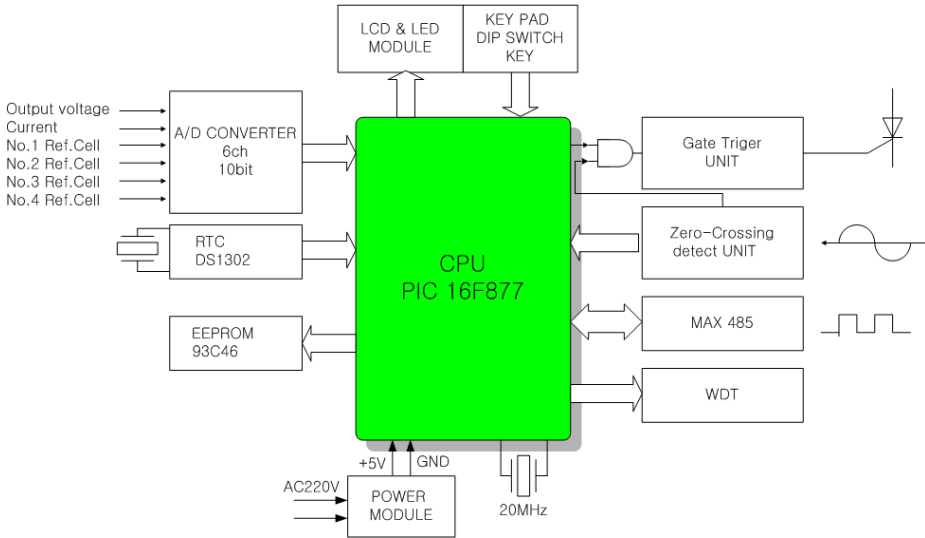 LCD & LED
MODULE
KEY PAD
DIP SWITCH
KEY
Output voltage
Current
No.1 Ref.Cell
No.2 Ref.Cell
No.3 Ref.Cell
No.4 Ref.Cell
A/D CONVERTER
6ch
10bit
Gate Triger
UNIT
RTC
DS1302
Zero-Crossing
detect UNIT
CPU
PIC 16F877
EEPROM
93C46
MAX 485
WDT
+5V
GND
AC220V
POWER
MODULE
20MHz